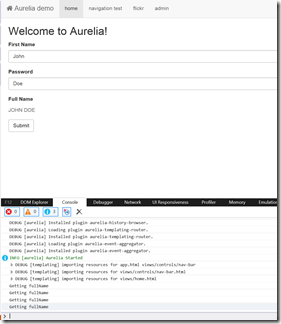 Aurelia demo home navigation test flickr admin
Welcome to Aurelia!
First Name
John
Password
Doe
Full Name
JOHN DOE
Submit
F12 DOM Explorer Console Debugger Network UI Responsiveness Profiler Memory Emulation
0 0 3
DEBUG [aurelia] Installed plugin aurelia-history-browser.
DEBUG [aurelia] Loading plugin aurelia-templating-router.
DEBUG [aurelia] Installed plugin aurelia-templating-router.
DEBUG [aurelia] Loading plugin aurelia-event-aggregator.
DEBUG [aurelia] Installed plugin aurelia-event-aggregator.
INFO [aurelia] Aurelia Started
DEBUG [templating] importing resources for app.html views/controls/nav-bar
DEBUG [templating] importing resources for views/controls/nav-bar.html
DEBUG [templating] importing resources for views/home.html
Getting fullName
Getting fullName
Getting fullName
Getting fullName